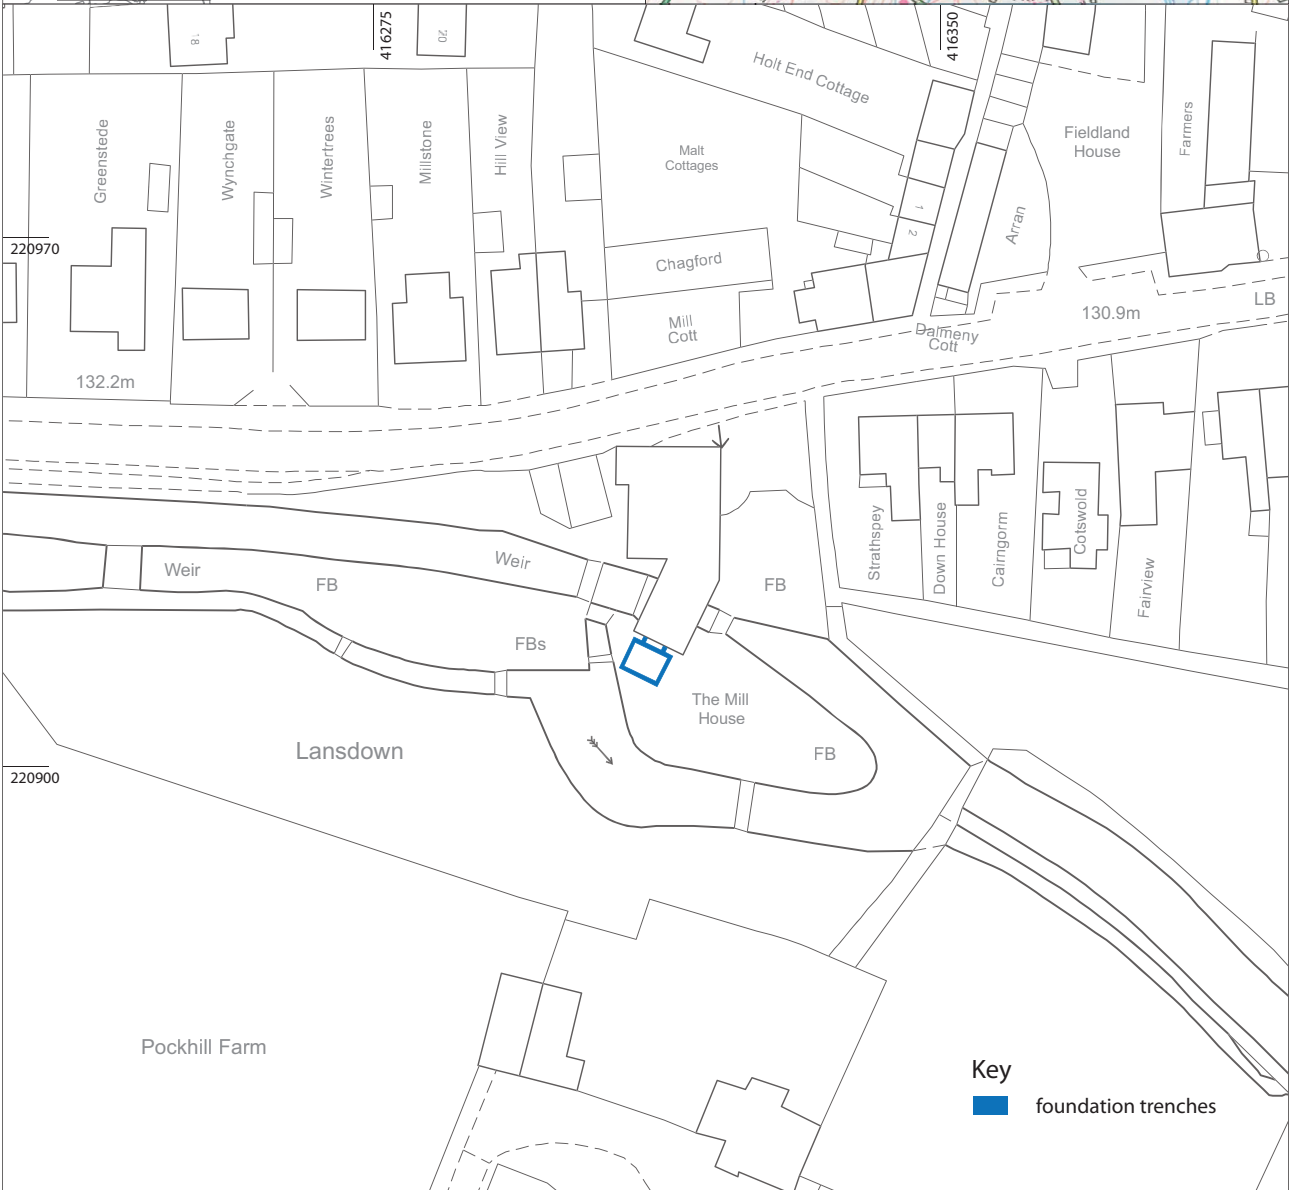 18
416275
20
416350
Holt End Cottage
Greenstede
Wynchgate
Wintertrees
Millstone
Hill View
Malt
Cottages
Fieldland
House
Farmers
1
2
Arran
220970
Chagford
Mill
Cott
130.9m
LB
Dalmeny
Cott
132.2m
Strathspey
Down House
Cairngorm
Cotswold
Fairview
Weir
Weir
FB
FB
FBs
The Mill
House
FB
Lansdown
220900
Pockhill Farm
Key
foundation trenches